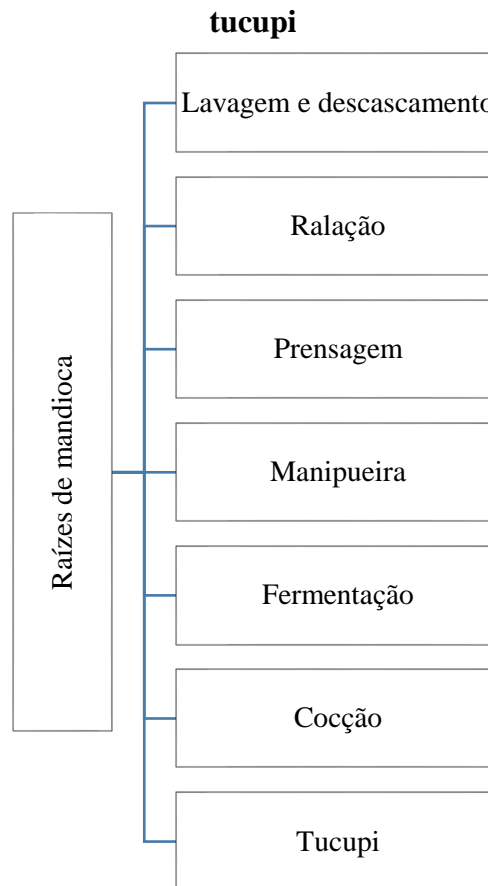 tucupi
Lavagem e descascamento
Ralação
Prensagem
Raízes de mandioca
Manipueira
Fermentação
Cocção
Tucupi